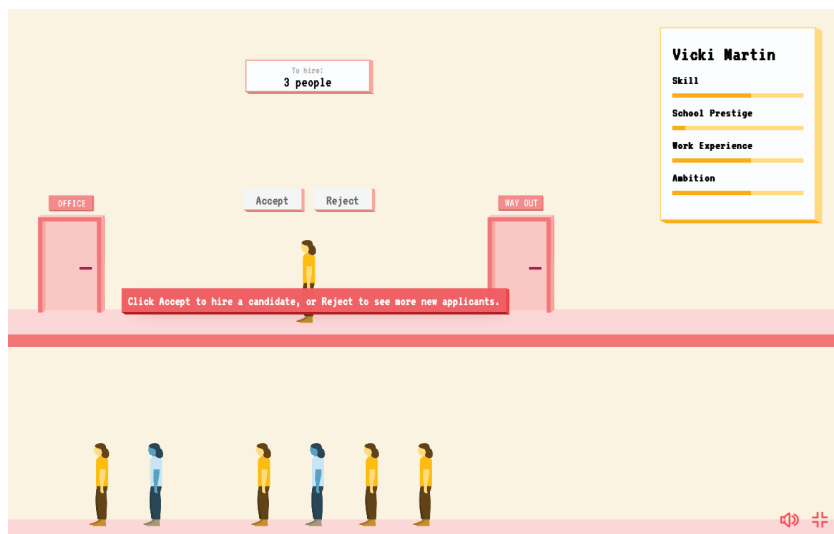 To hire:
3 people
Vicki Martin
Skill
School Prestige
Work Experience
Ambition
Accept
Reject
OFFICE
WAY OUT
Click Accept to hire a candidate, or Reject to see more new applicants.